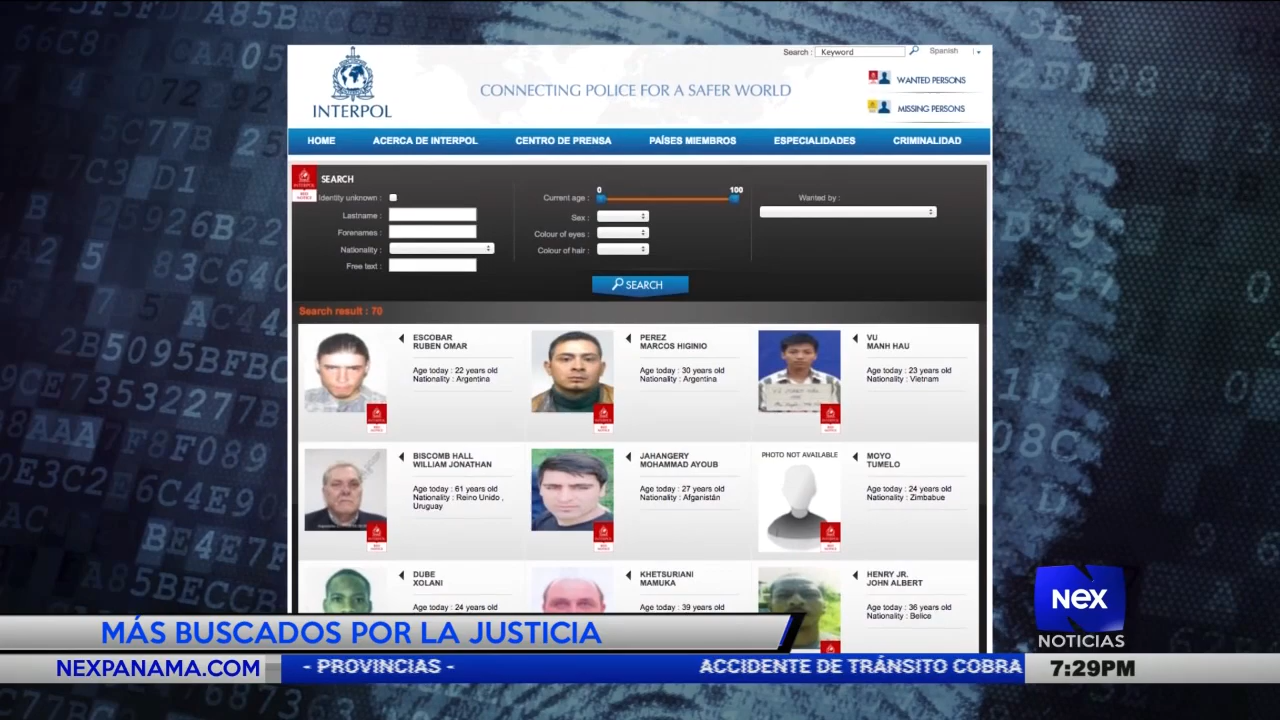 Search : Keyword Spanish
INTERPOL
CONNECTING POLICE FOR A SAFER WORLD
WANTED PERSONS
MISSING PERSONS
HOME ACERCA DE INTERPOL CENTRO DE PRENSA PAÍSES MIEMBROS ESPECIALIDADES CRIMINALIDAD
SEARCH
Identity unknown :
Lastname :
Forenames :
Nationality :
Free text :
Current age : 0 100
Sex :
Colour of eyes :
Colour of hair :
Wanted by :
SEARCH
Search result : 70
ESCOBAR
RUBEN OMAR
Age today : 22 years old
Nationality : Argentina
PEREZ
MARCOS HIGINIO
Age today : 30 years old
Nationality : Argentina
VU
MANH HAU
Age today : 23 years old
Nationality : Vietnam
BISCOMB HALL
WILLIAM JONATHAN
Age today : 61 years old
Nationality : Reino Unido ,
Uruguay
JAHANGERY
MOHAMMAD AYOUB
Age today : 27 years old
Nationality : Afganistán
PHOTO NOT AVAILABLE
MOYO
TUMELO
Age today : 24 years old
Nationality : Zimbabue
DUBE
XOLANI
Age today : 24 years old
KHETSURIANI
MAMUKA
Age today : 39 years old
HENRY JR.
JOHN ALBERT
Age today : 36 years old
Nationality : Belice
MÁS BUSCADOS POR LA JUSTICIA
NEX
NOTICIAS
NEXPANAMA.COM
- PROVINCIAS - ACCIDENTE DE TRÁNSITO COBRA
7:29PM